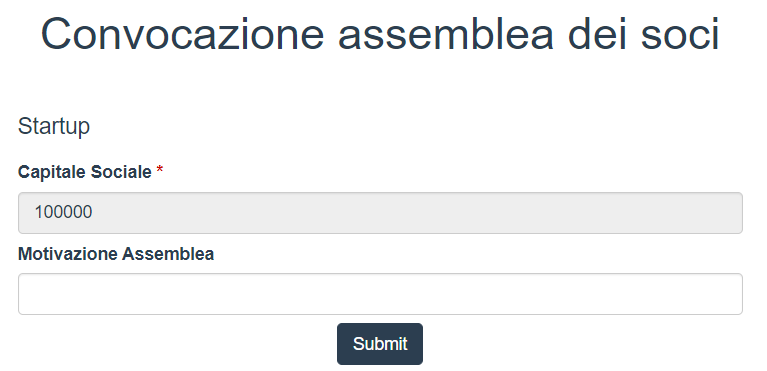 Convocazione assemblea dei soci
Startup
Capitale Sociale *
100000
Motivazione Assemblea
Submit